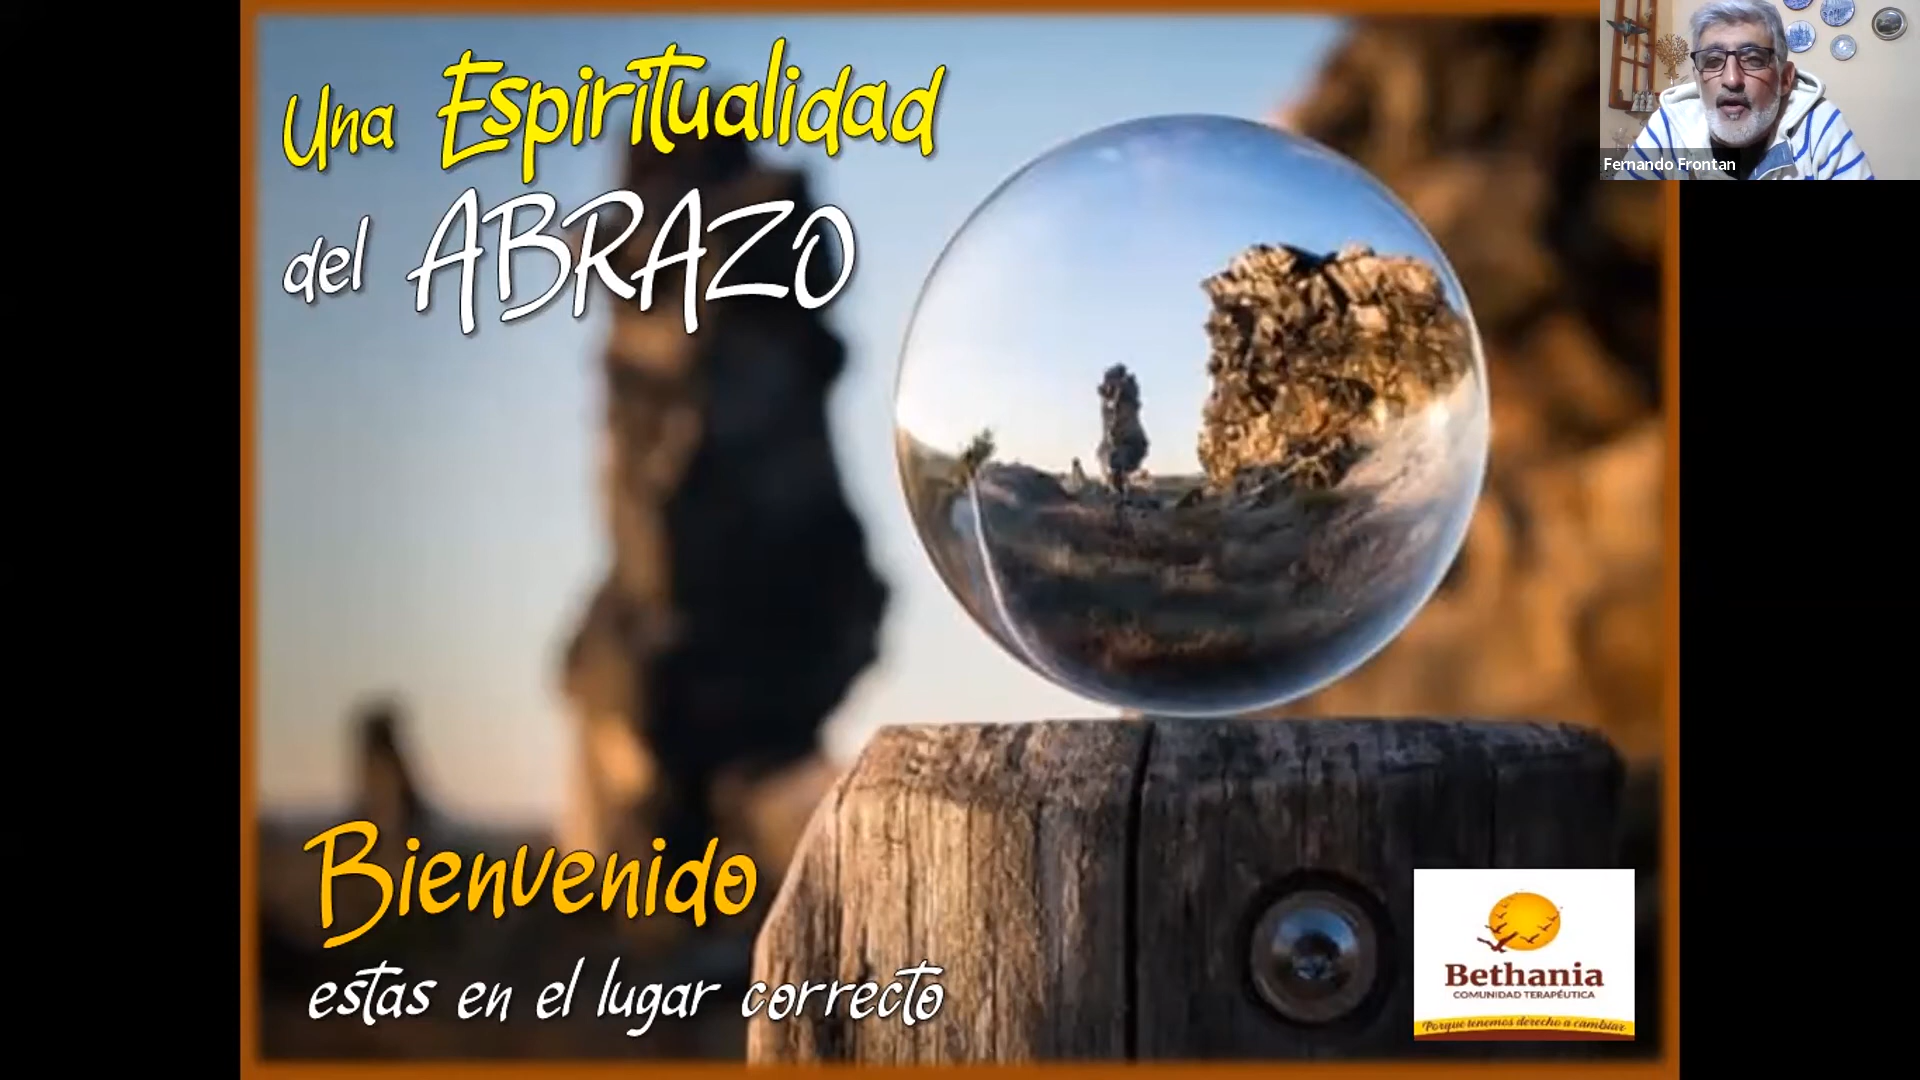 Una Espiritualidad
del ABRAZO
Fernando Frontan
Bienvenido
estas en el lugar correcto
Bethania
COMUNIDAD TERAPÉUTICA
Porque tenemos derecho a cambiar